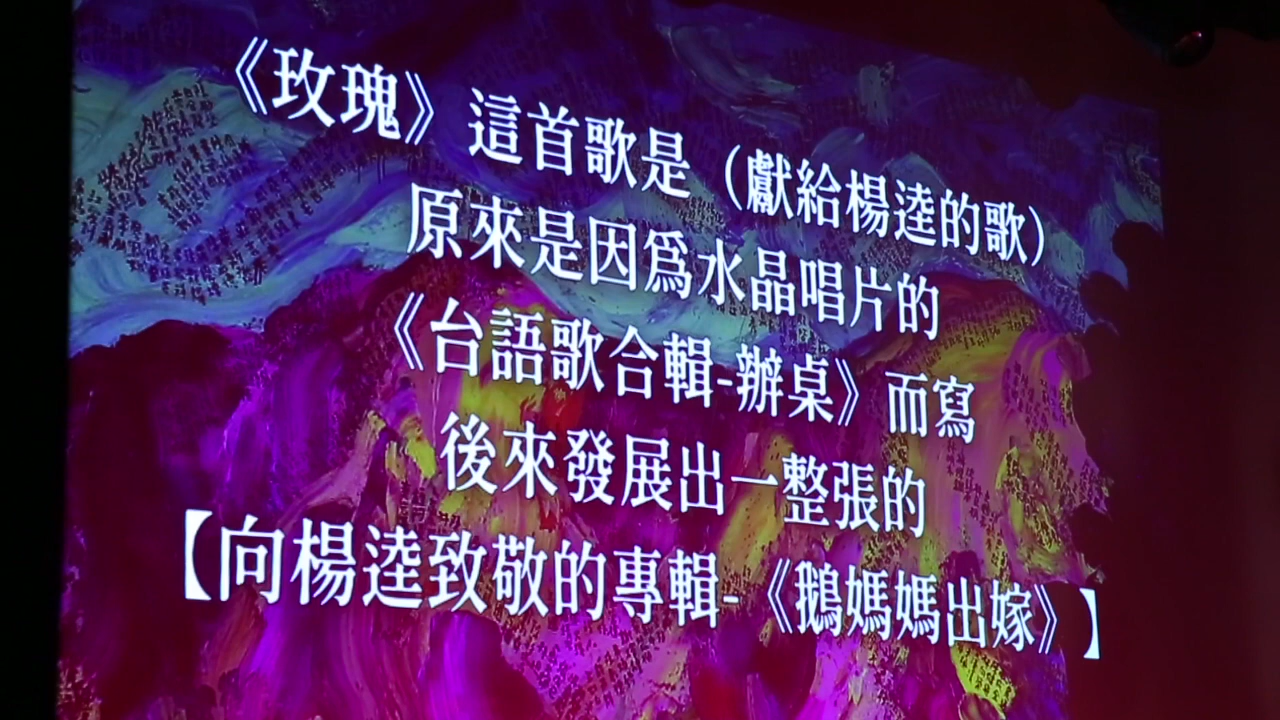 《玫瑰》這首歌是（獻給楊逵的歌）
原來是因為水晶唱片的
《台語歌合輯-辦桌》而寫
後來發展出一整張的
【向楊逵致敬的專輯-《鵝媽媽出嫁》】